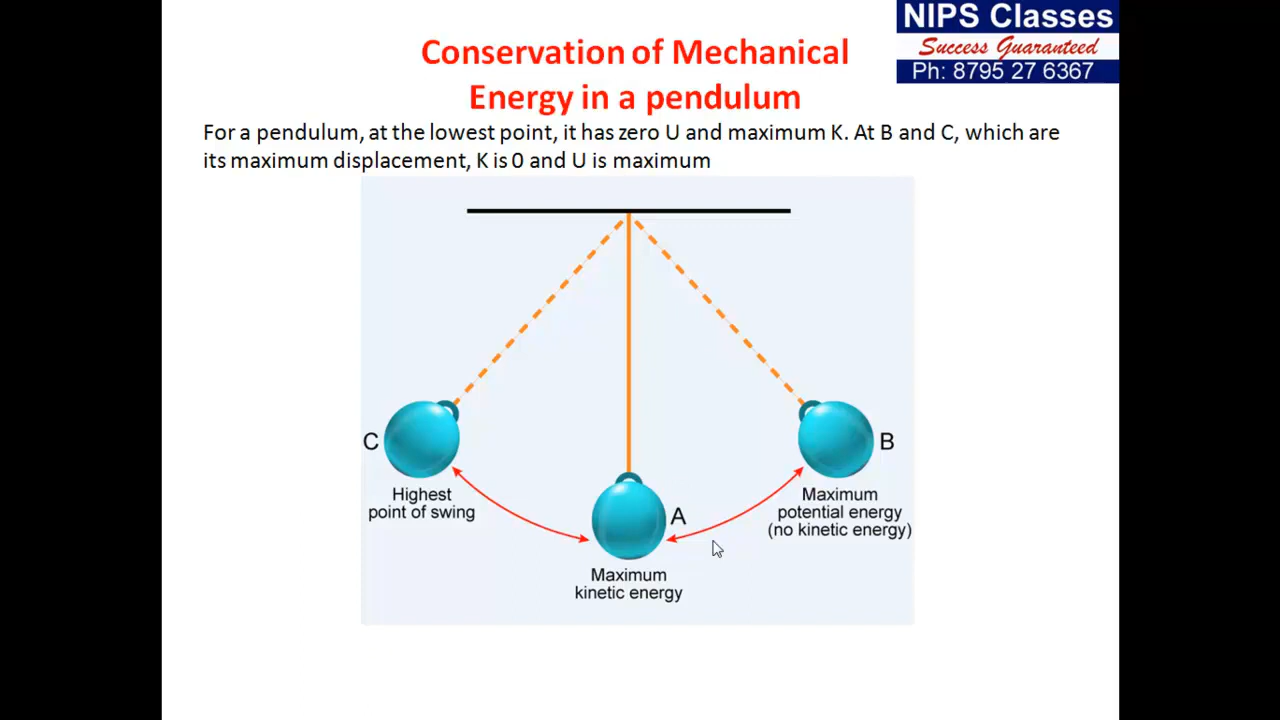 NIPS Classes
Success Guaranteed
Ph: 8795 27 6367
Conservation of Mechanical
Energy in a pendulum
For a pendulum, at the lowest point, it has zero U and maximum K. At B and C, which are
its maximum displacement, K is 0 and U is maximum
C
B
Highest
point of swing
A
Maximum
potential energy
(no kinetic energy)
Maximum
kinetic energy